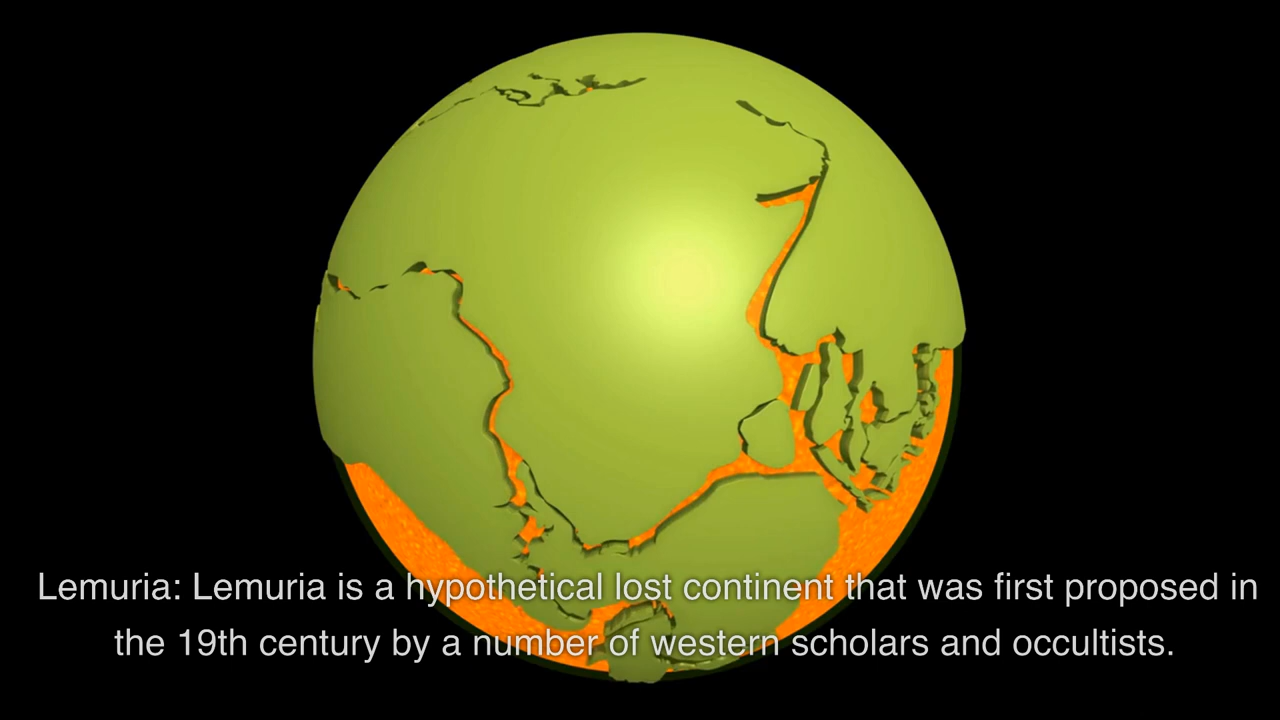 Lemuria: Lemuria is a hypothetical lost continent that was first proposed in
the 19th century by a number of western scholars and occultists.